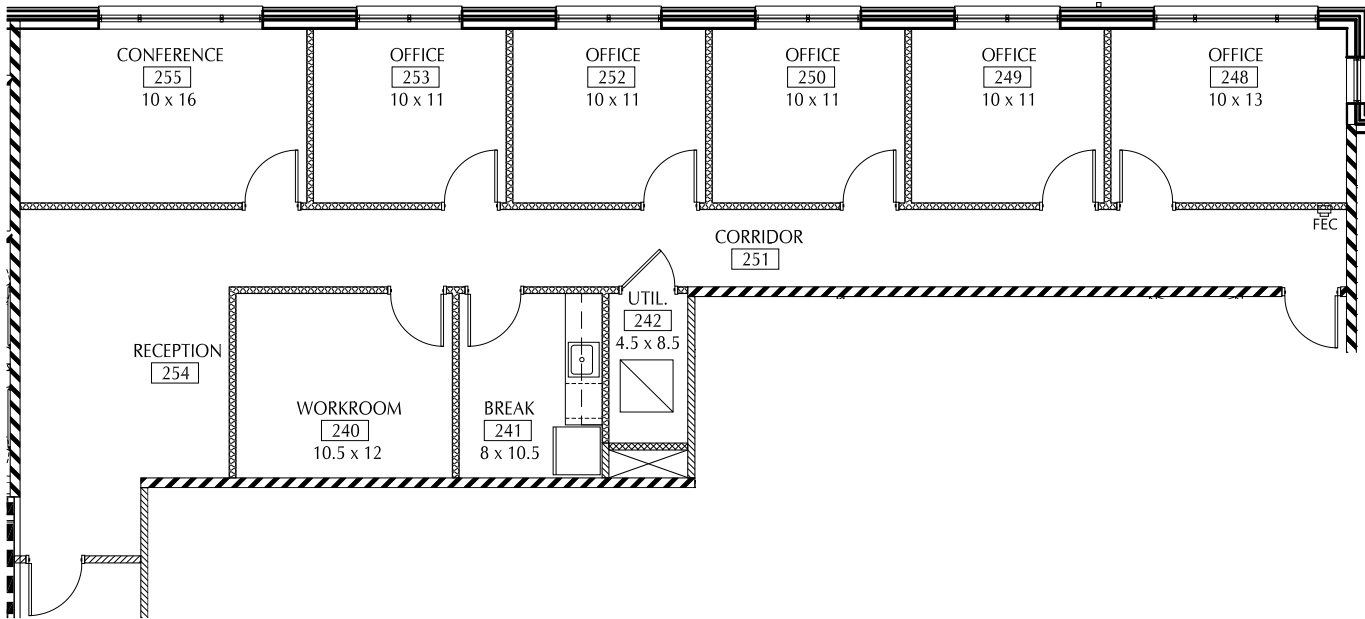 CONFERENCE
255
10 x 16
OFFICE
253
10 x 11
OFFICE
252
10 x 11
OFFICE
250
10 x 11
OFFICE
249
10 x 11
OFFICE
248
10 x 13
FEC
CORRIDOR
251
UTIL.
242
4.5 x 8.5
RECEPTION
254
WORKROOM
240
10.5 x 12
BREAK
241
8 x 10.5